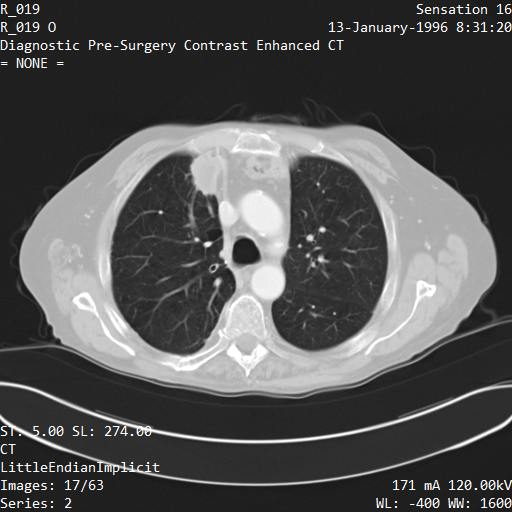 R_019
Sensation 16
R_019 O
13-January-1996 8:31:20
Diagnostic Pre-Surgery Contrast Enhanced CT
= NONE =
ST: 5.00 SL: 274.00
CT
LittleEndianImplicit
Images: 17/63
171 mA 120.00kV
Series: 2
WL: -400 WW: 1600